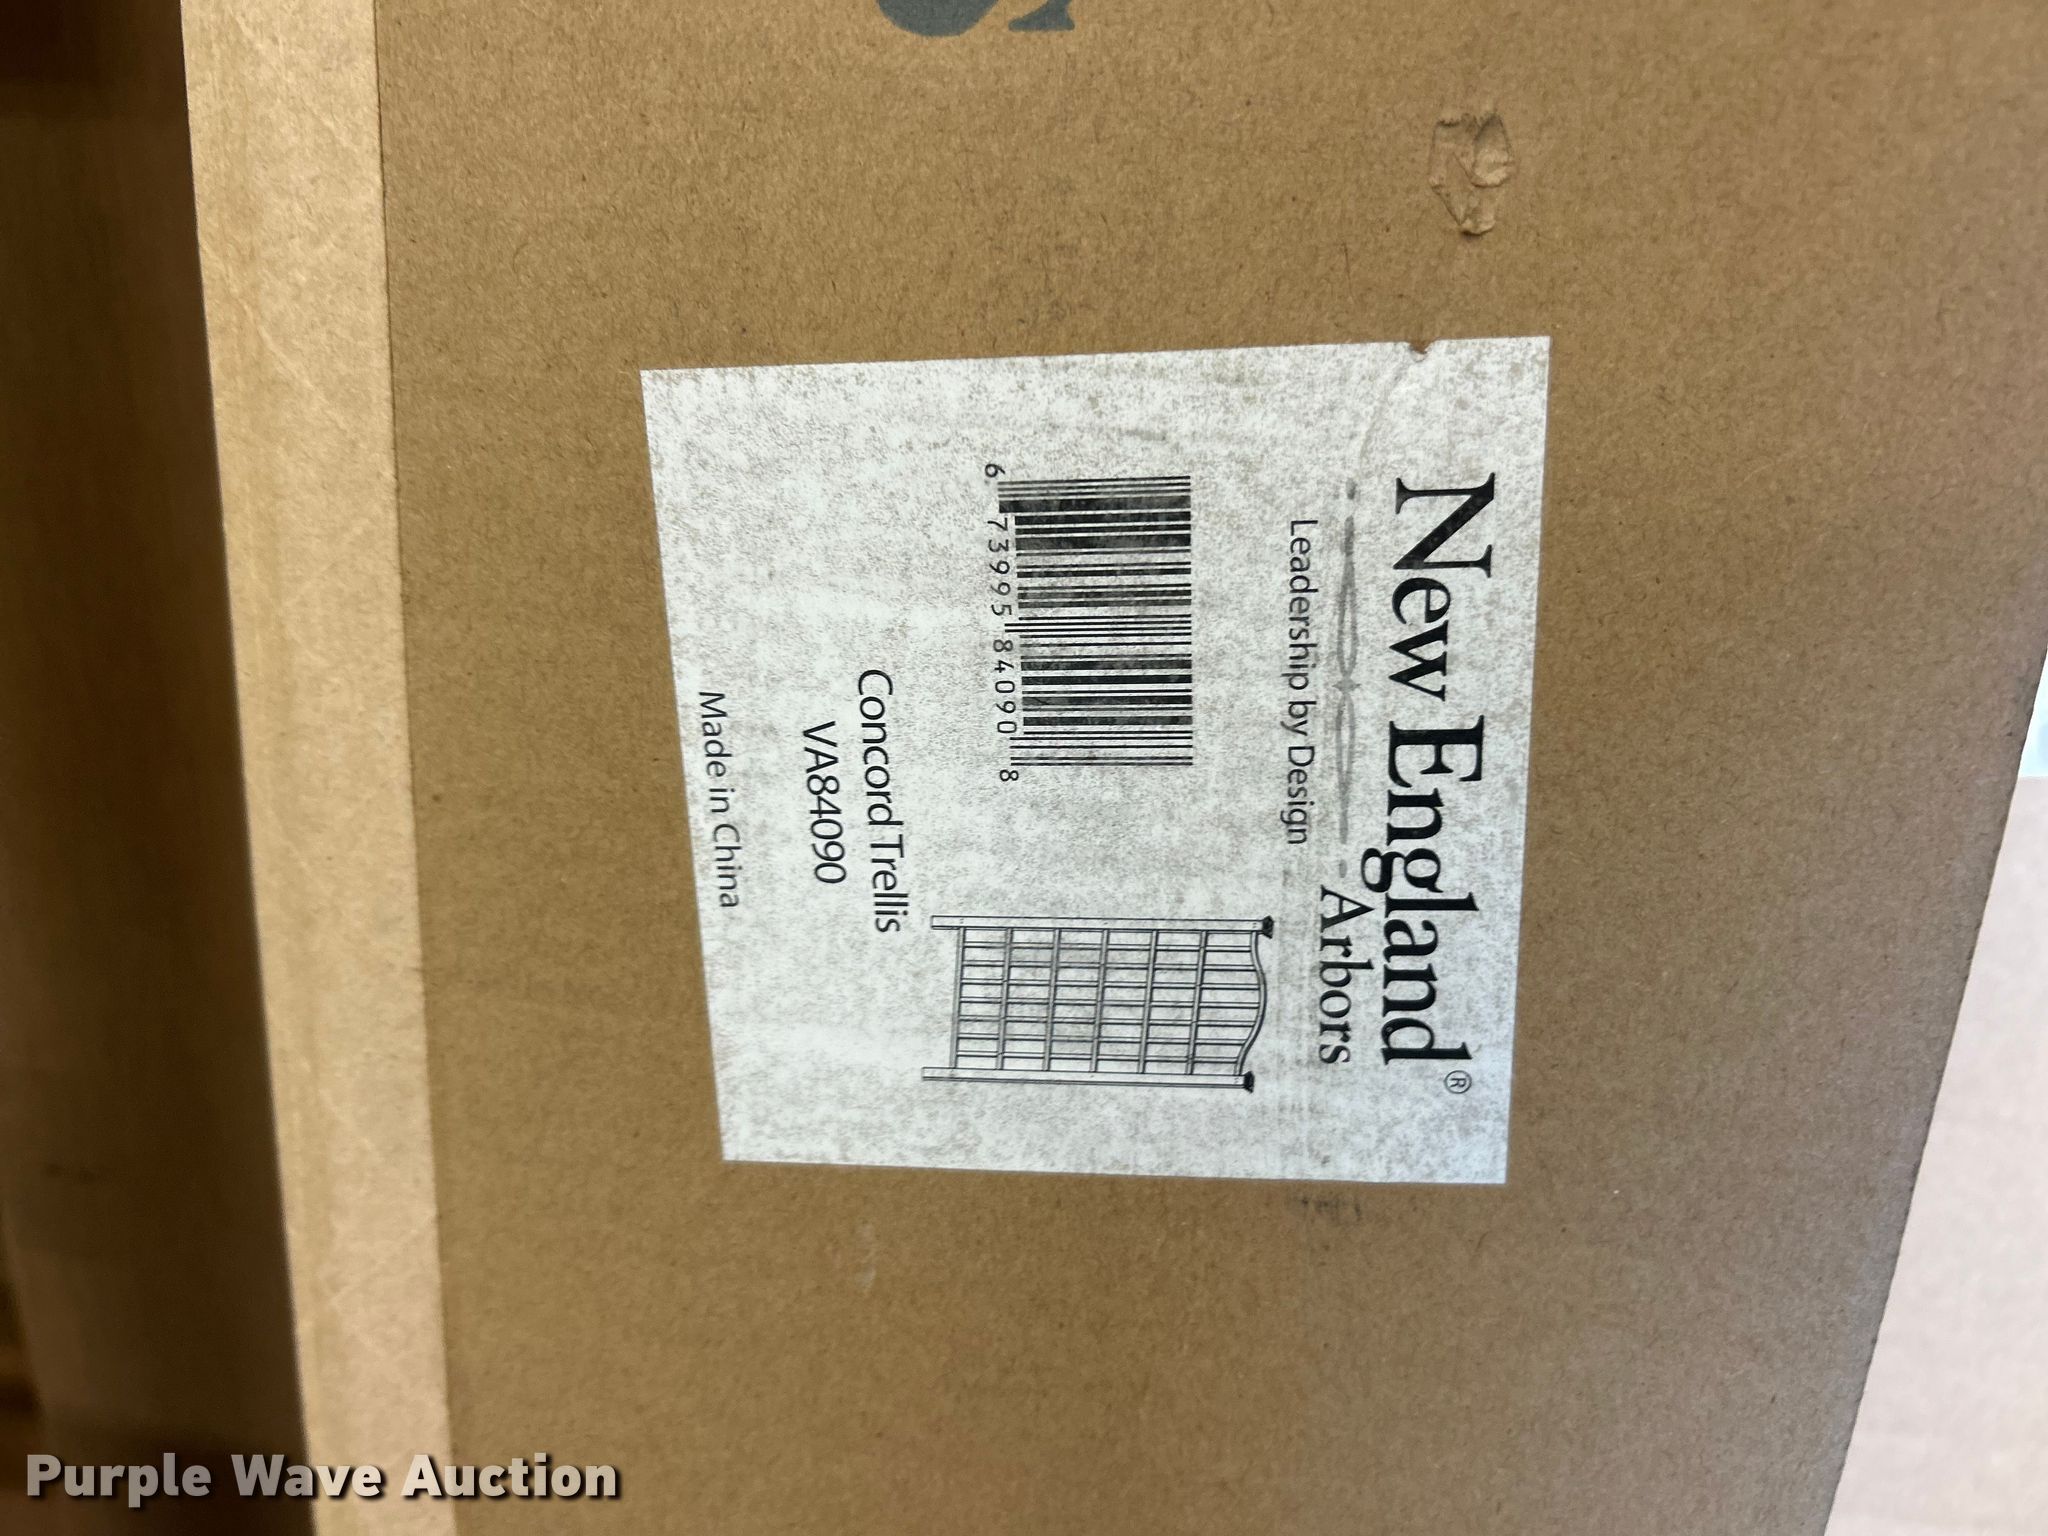 New England®
Arbors
Leadership by Design
6 73995 84090 8
Concord Trellis
VA84090
Made in China
Purple Wave Auction